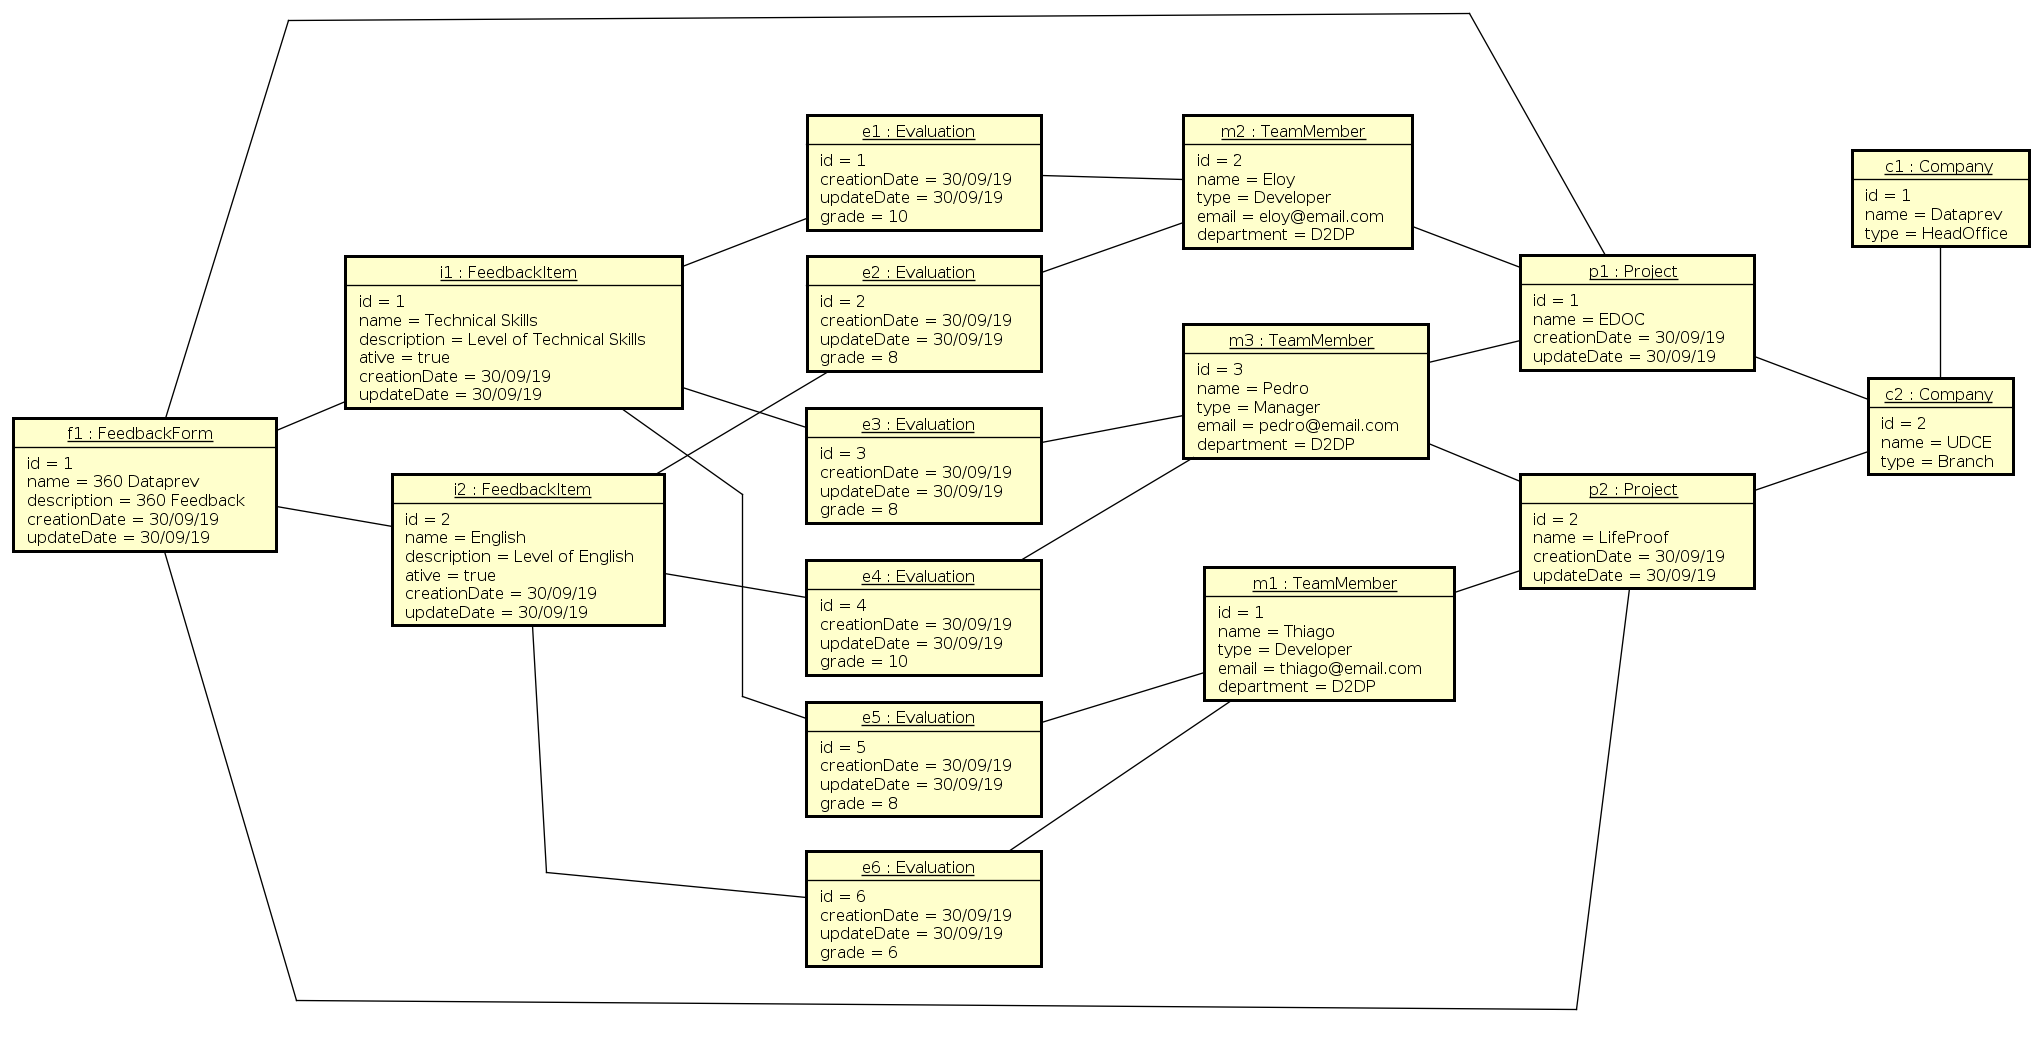 f1 : FeedbackForm
id = 1
name = 360 Dataprev
description = 360 Feedback
creationDate = 30/09/19
updateDate = 30/09/19
i1 : FeedbackItem
id = 1
name = Technical Skills
description = Level of Technical Skills
ative = true
creationDate = 30/09/19
updateDate = 30/09/19
i2 : FeedbackItem
id = 2
name = English
description = Level of English
ative = true
creationDate = 30/09/19
updateDate = 30/09/19
e1 : Evaluation
id = 1
creationDate = 30/09/19
updateDate = 30/09/19
grade = 10
e2 : Evaluation
id = 2
creationDate = 30/09/19
updateDate = 30/09/19
grade = 8
e3 : Evaluation
id = 3
creationDate = 30/09/19
updateDate = 30/09/19
grade = 8
e4 : Evaluation
id = 4
creationDate = 30/09/19
updateDate = 30/09/19
grade = 10
e5 : Evaluation
id = 5
creationDate = 30/09/19
updateDate = 30/09/19
grade = 8
e6 : Evaluation
id = 6
creationDate = 30/09/19
updateDate = 30/09/19
grade = 6
m2 : TeamMember
id = 2
name = Eloy
type = Developer
email = eloy@email.com
department = D2DP
m3 : TeamMember
id = 3
name = Pedro
type = Manager
email = pedro@email.com
department = D2DP
m1 : TeamMember
id = 1
name = Thiago
type = Developer
email = thiago@email.com
department = D2DP
p1 : Project
id = 1
name = EDOC
creationDate = 30/09/19
updateDate = 30/09/19
p2 : Project
id = 2
name = LifeProof
creationDate = 30/09/19
updateDate = 30/09/19
c1 : Company
id = 1
name = Dataprev
type = HeadOffice
c2 : Company
id = 2
name = UDCE
type = Branch